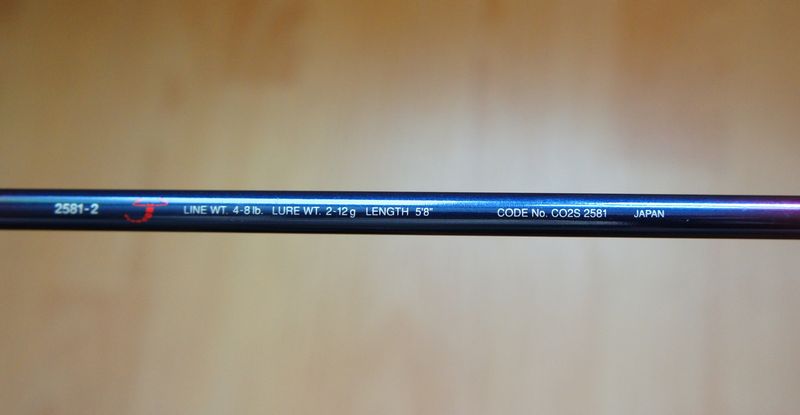 2581-2 LINE WT. 4-8 lb. LURE WT. 2-12 g LENGTH 5'8" CODE No. CO2S 2581 JAPAN